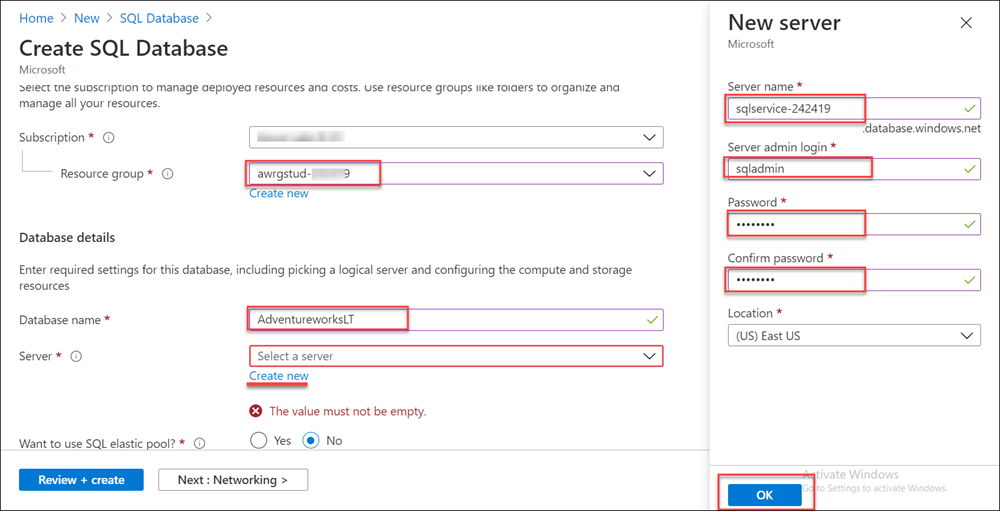 Home > New > SQL Database >
Create SQL Database
Microsoft
Select the subscription to manage deployed resources and costs. Use resource groups like folders to organize and
manage all your resources.
Subscription *
Resource group *
awrgstud- 9
Create new
Database details
Enter required settings for this database, including picking a logical server and configuring the compute and storage
resources
Database name *
AdventureworksLT
Server *
Select a server
Create new
The value must not be empty.
Want to use SQL elastic pool? *
Yes
No
Review + create
Next : Networking >
New server
Microsoft
Server name *
sqlservice-242419
.database.windows.net
Server admin login *
sqladmin
Password *
••••••••
Confirm password *
••••••••
Location *
(US) East US
Activate Windows
Go to Settings to activate Windows.
OK